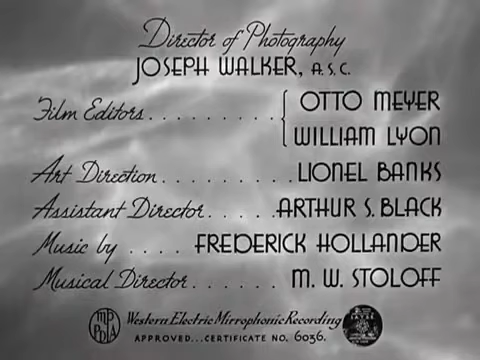 Director of Photography
JOSEPH WALKER, A.S.C.
Film Editors . . . . . . . . . { OTTO MEYER
WILLIAM LYON
Art Direction . . . . . . . . . LIONEL BANKS
Assistant Director . . . . . ARTHUR S. BLACK
Music by . . . . FREDERICK HOLLANDER
Musical Director . . . . . . M. W. STOLOFF
MPPDA Western Electric Mirrophonic Recording
APPROVED...CERTIFICATE NO. 6036.